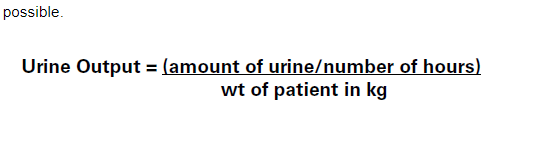 possible.
Urine Output = (amount of urine/number of hours)
wt of patient in kg